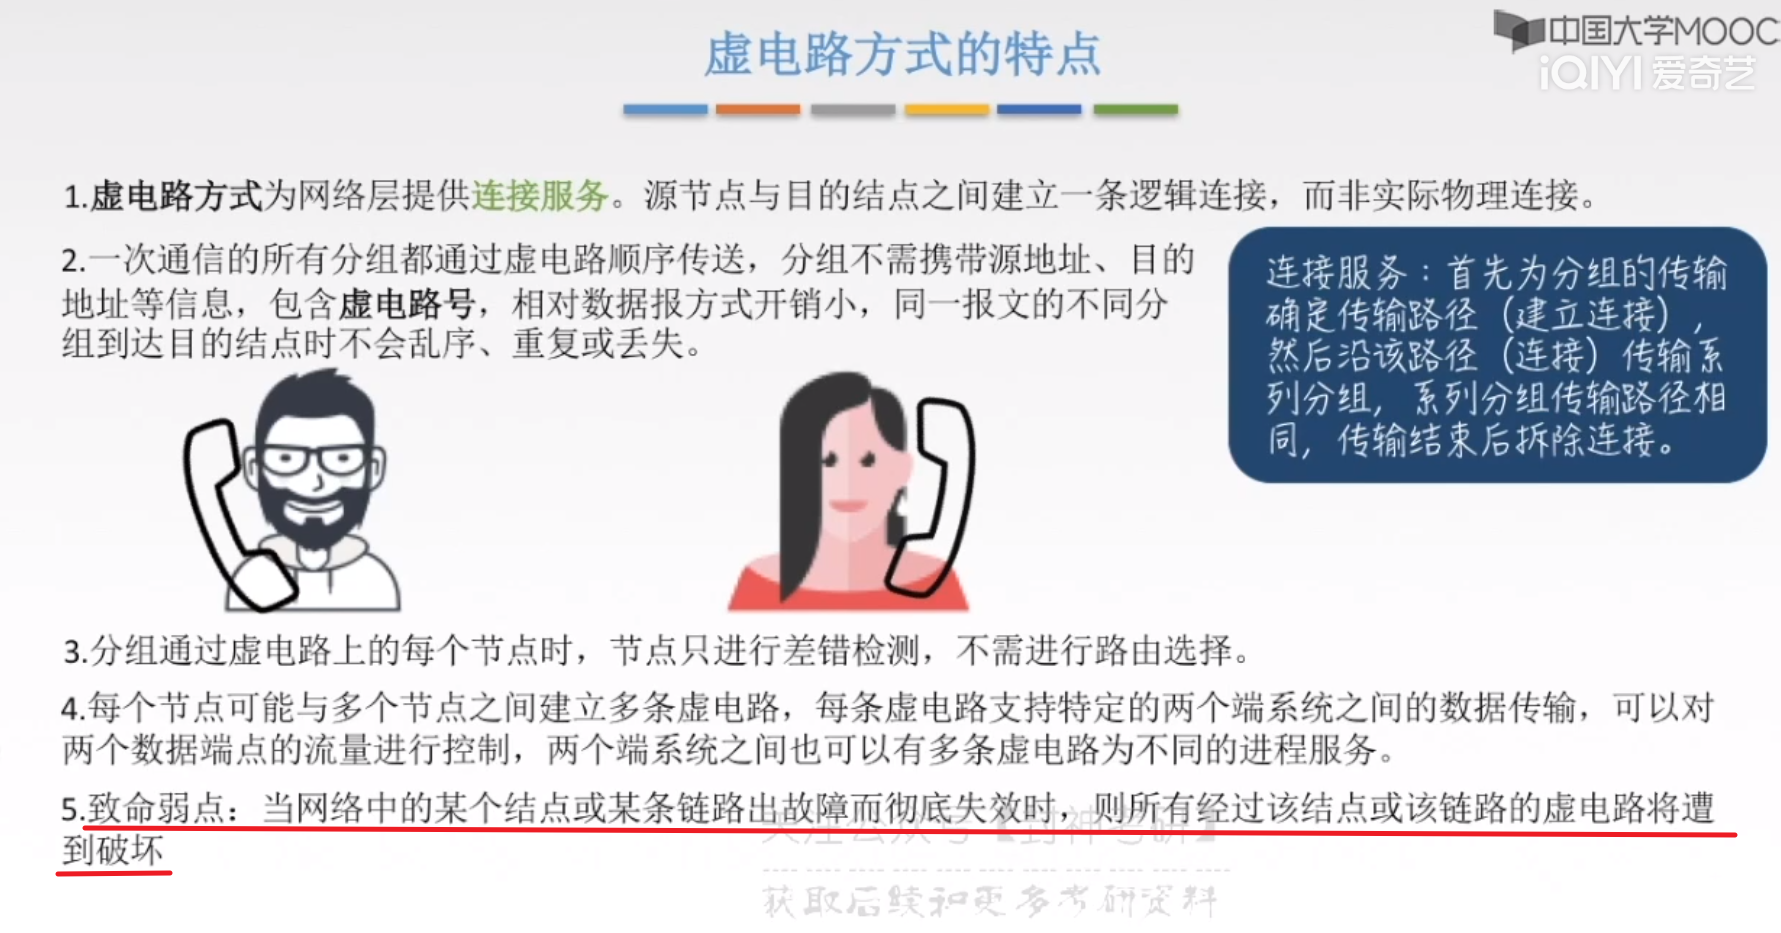 虚电路方式的特点
中国大学MOOC
iQIYI 爱奇艺
1.虚电路方式为网络层提供连接服务。源节点与目的结点之间建立一条逻辑连接，而非实际物理连接。
2.一次通信的所有分组都通过虚电路顺序传送，分组不需携带源地址、目的
地址等信息，包含虚电路号，相对数据报方式开销小，同一报文的不同分
组到达目的结点时不会乱序、重复或丢失。
连接服务：首先为分组的传输
确定传输路径（建立连接），
然后沿该路径（连接）传输系
列分组，系列分组传输路径相
同，传输结束后拆除连接。
3.分组通过虚电路上的每个节点时，节点只进行差错检测，不需进行路由选择。
4.每个节点可能与多个节点之间建立多条虚电路，每条虚电路支持特定的两个端系统之间的数据传输，可以对
两个数据端点的流量进行控制，两个端系统之间也可以有多条虚电路为不同的进程服务。
5.致命弱点：当网络中的某个结点或某条链路出故障而彻底失效时，则所有经过该结点或该链路的虚电路将遭
到破坏
关注公众号【封神考研】
获取后续和更多考研资料